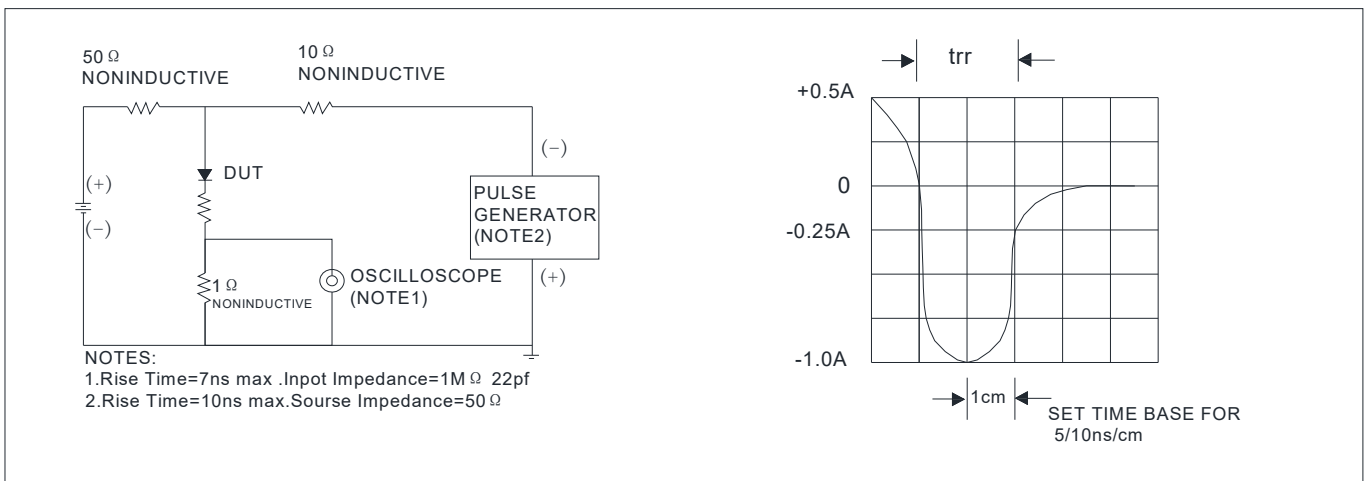 50 Ω
NONINDUCTIVE
10 Ω
NONINDUCTIVE
(+)
(-)
DUT
1 Ω
NONINDUCTIVE
OSCILLOSCOPE
(NOTE1)
(-)
PULSE
GENERATOR
(NOTE2)
(+)
NOTES:
1.Rise Time=7ns max .Inpot Impedance=1M Ω 22pf
2.Rise Time=10ns max.Sourse Impedance=50 Ω
trr
+0.5A
0
-0.25A
-1.0A
1cm
SET TIME BASE FOR
5/10ns/cm